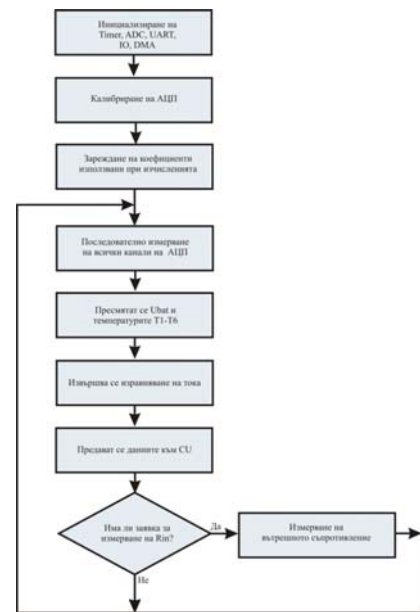 Инициализиране на
Timer, ADC, UART,
IO, DMA
Калибриране на АЦП
Зареждане на коефициенти
използвани при изчисленията
Последователно измерване
на всички канали на АЦП
Пресмятат се Ubat и
температурите T1-T6
Извършва се изравняване на тока
Предават се данните към CU
Има ли заявка за
измерване на Rin?
Да
Измерване на
вътрешното съпротивление
Не